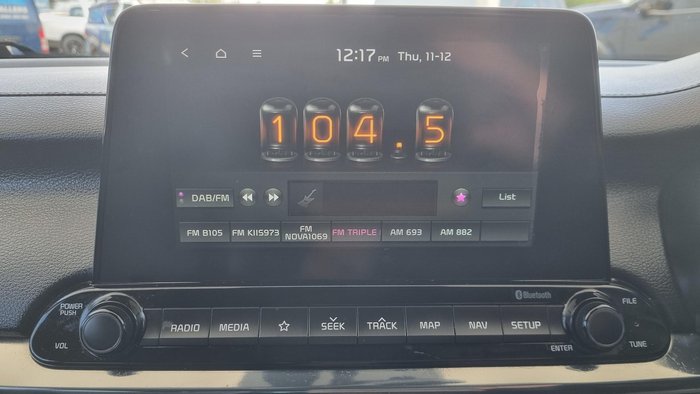 12:17 PM Thu, 11-12
104.5
DAB/FM List
FM B105 FM KIIS973 FM NOVA1069 FM TRIPLE AM 693 AM 882
Bluetooth
POWER PUSH FILE
RADIO MEDIA SEEK TRACK MAP NAV SETUP
VOL ENTER TUNE